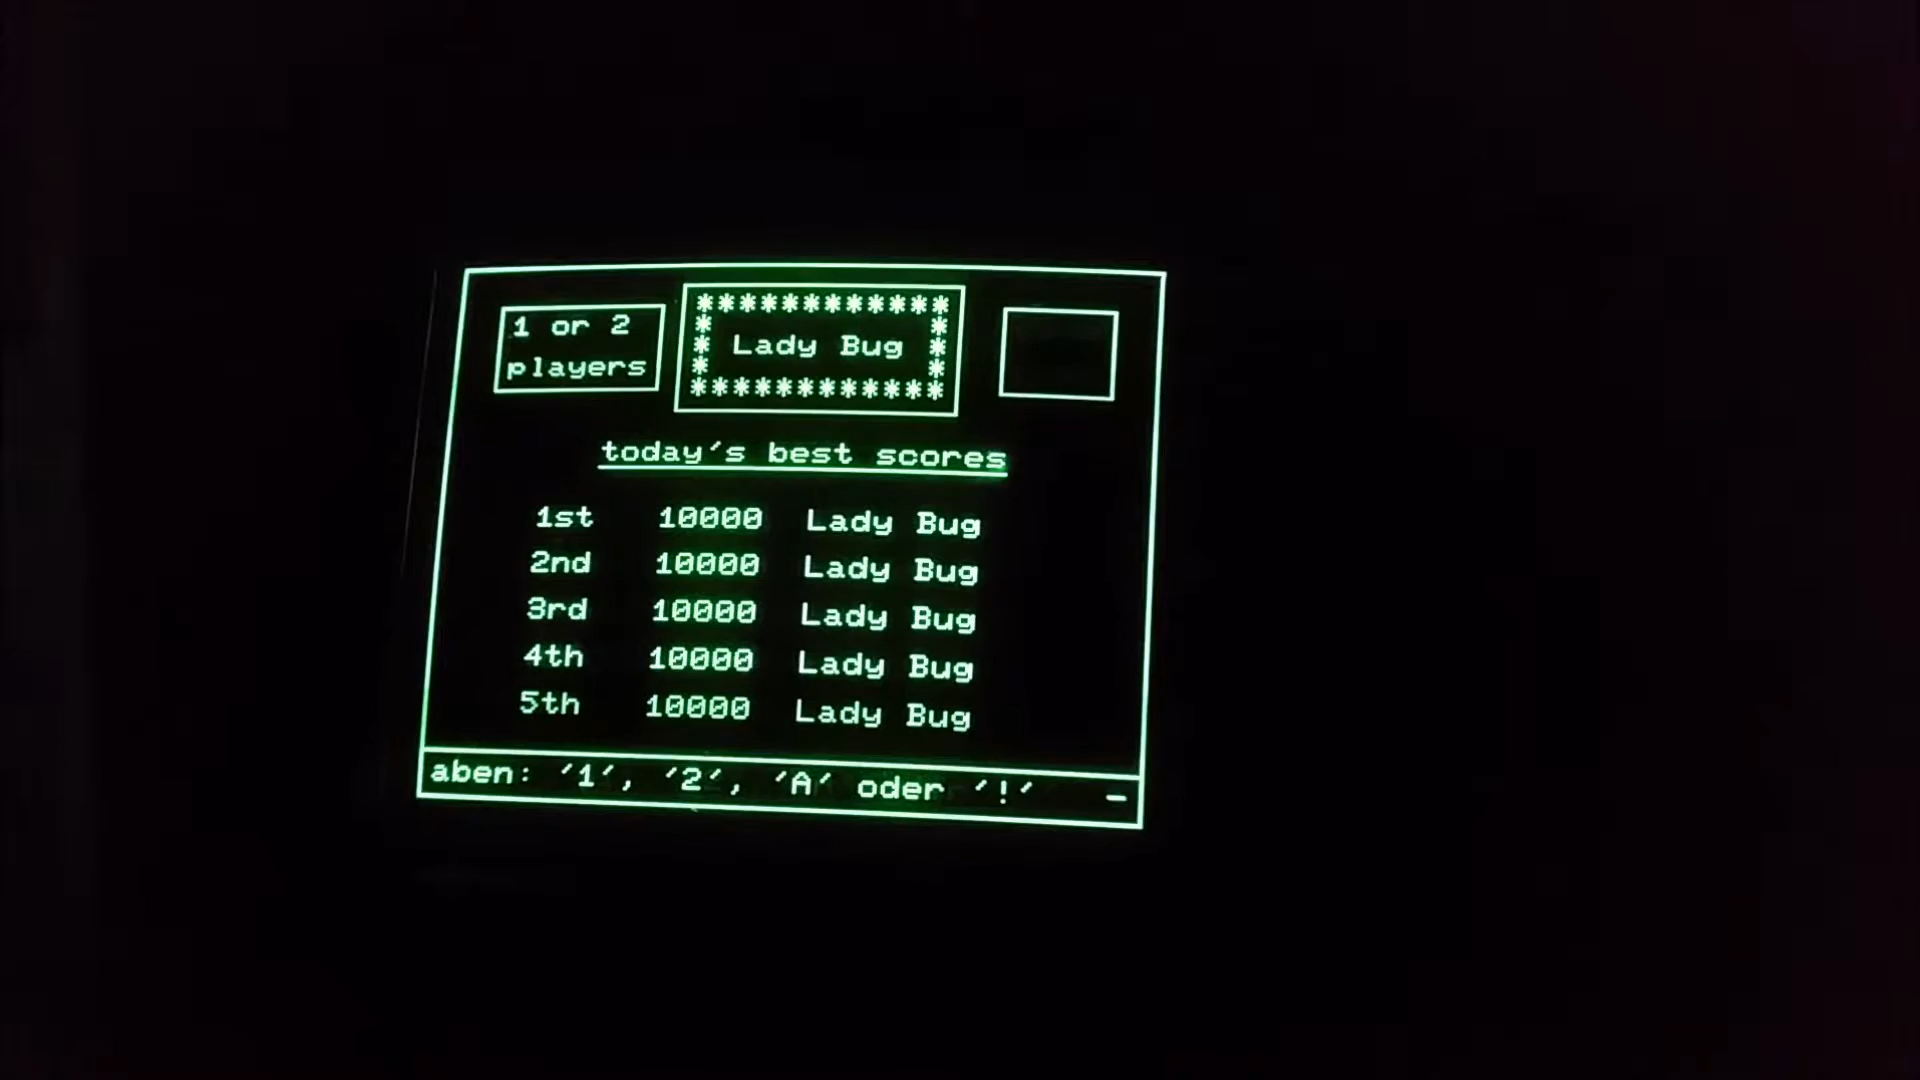 1 or 2
players
************
*          *
* Lady Bug *
*          *
************
today's best scores
1st 10000 Lady Bug
2nd 10000 Lady Bug
3rd 10000 Lady Bug
4th 10000 Lady Bug
5th 10000 Lady Bug
aben: '1', '2', 'A' oder '!' _